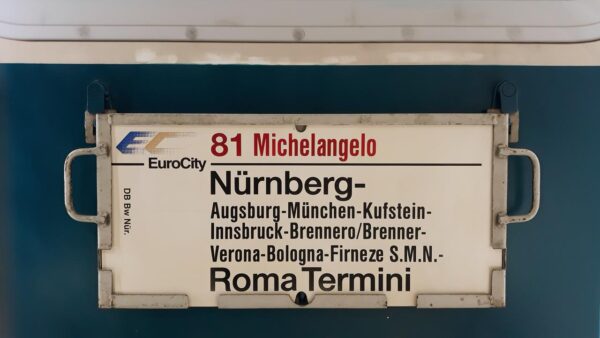 EC
EuroCity
81 Michelangelo
Nürnberg-
Augsburg-München-Kufstein-
Innsbruck-Brennero/Brenner-
Verona-Bologna-Firneze S.M.N.-
Roma Termini
DB Bw Nür.